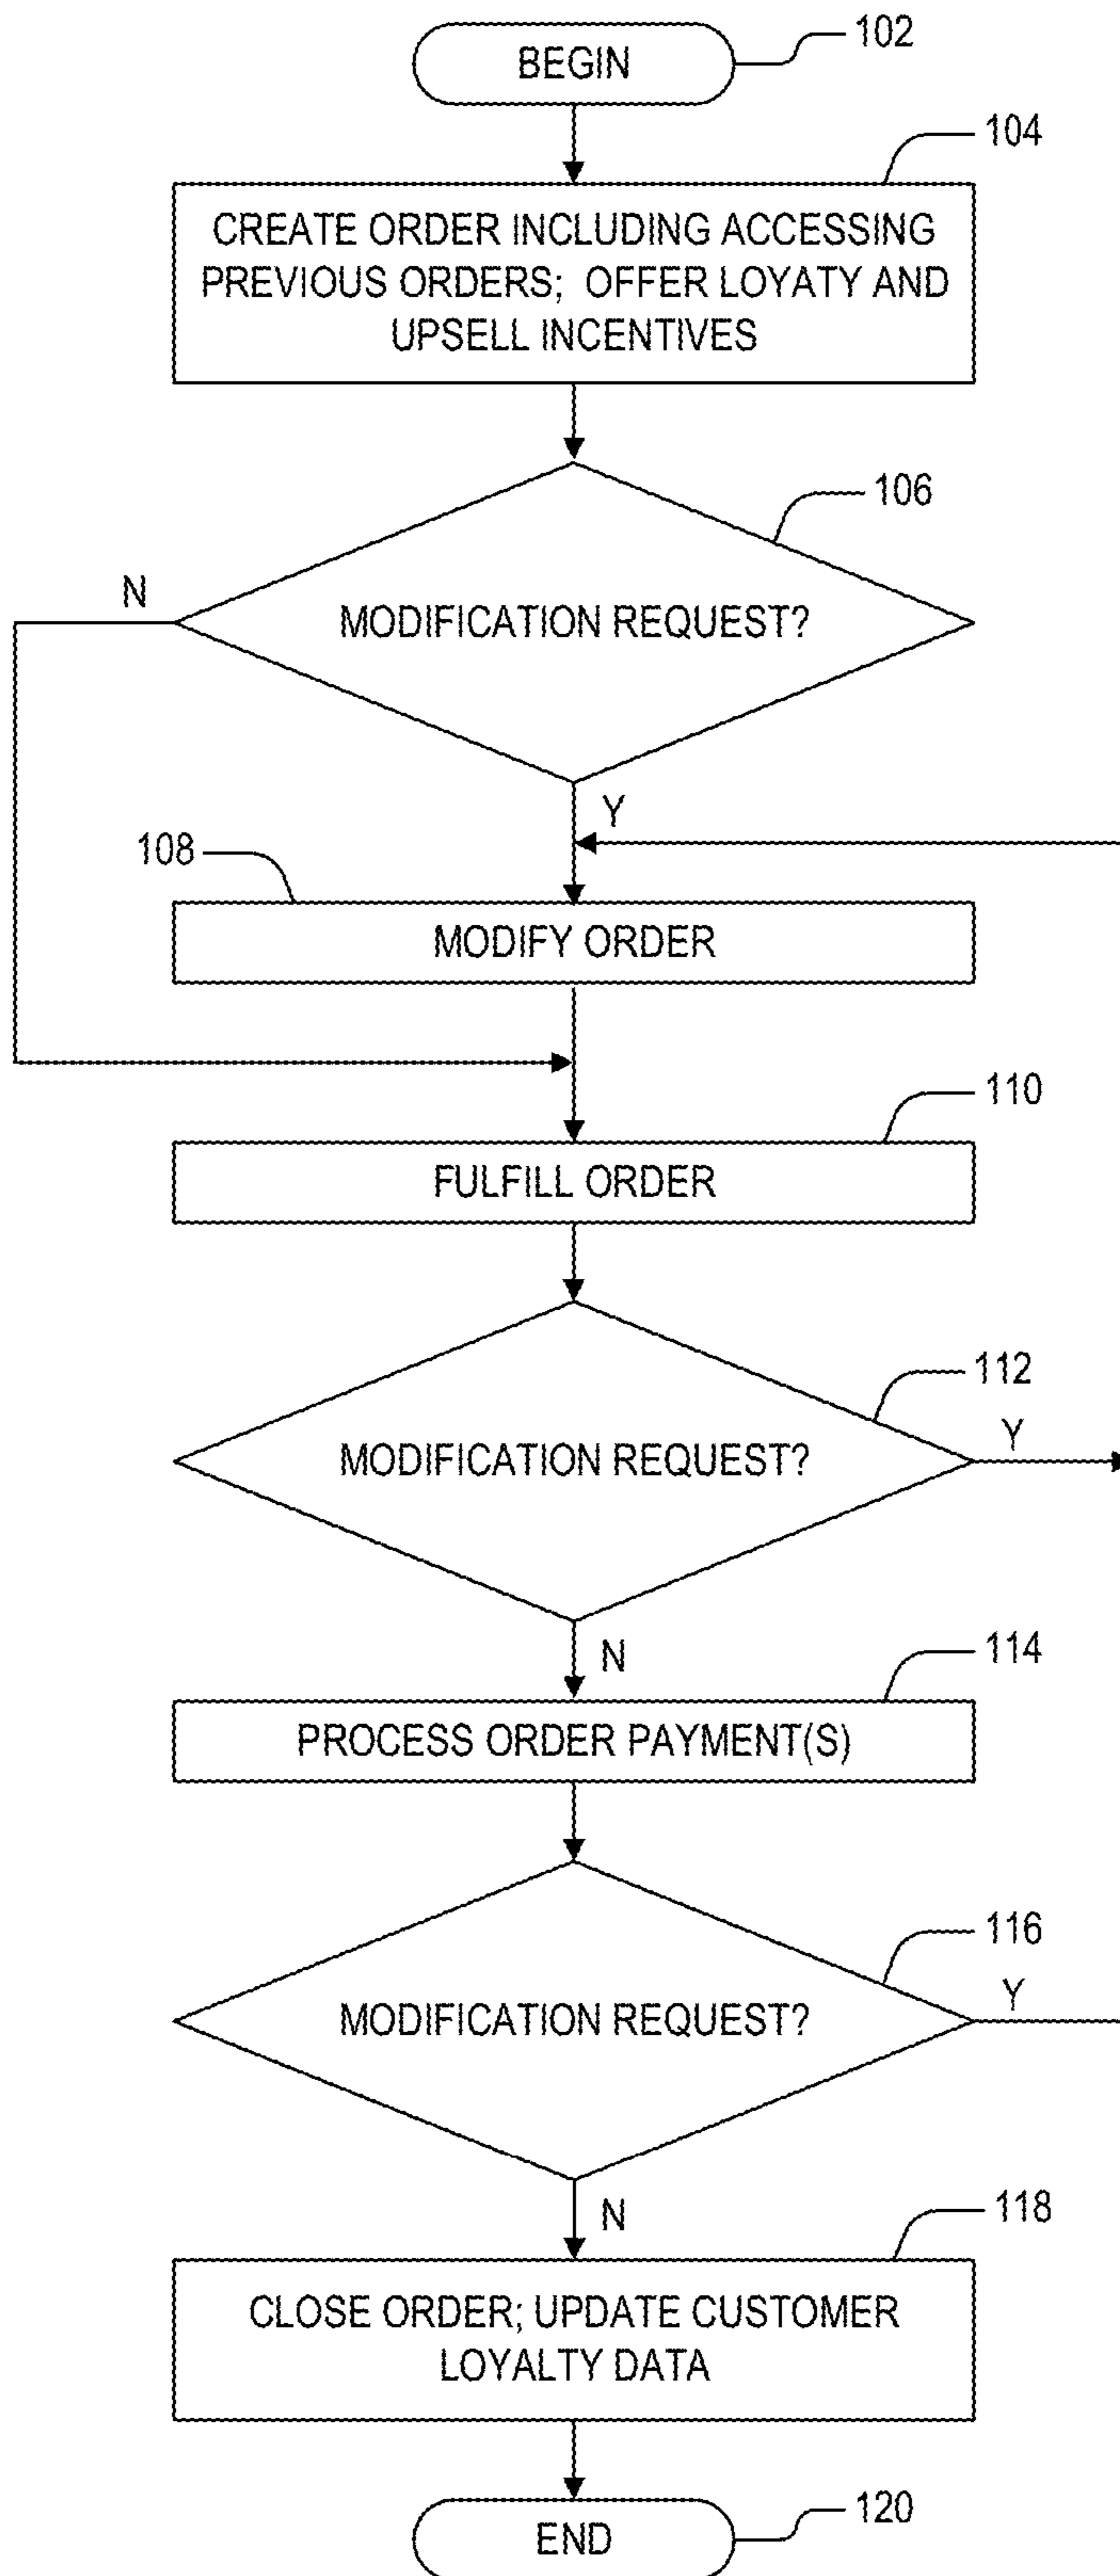 BEGIN
102
104
CREATE ORDER INCLUDING ACCESSING
PREVIOUS ORDERS; OFFER LOYATY AND
UPSELL INCENTIVES
106
N
MODIFICATION REQUEST?
Y
108
MODIFY ORDER
110
FULFILL ORDER
112
MODIFICATION REQUEST?
Y
N
114
PROCESS ORDER PAYMENT(S)
116
MODIFICATION REQUEST?
Y
N
118
CLOSE ORDER; UPDATE CUSTOMER
LOYALTY DATA
END
120